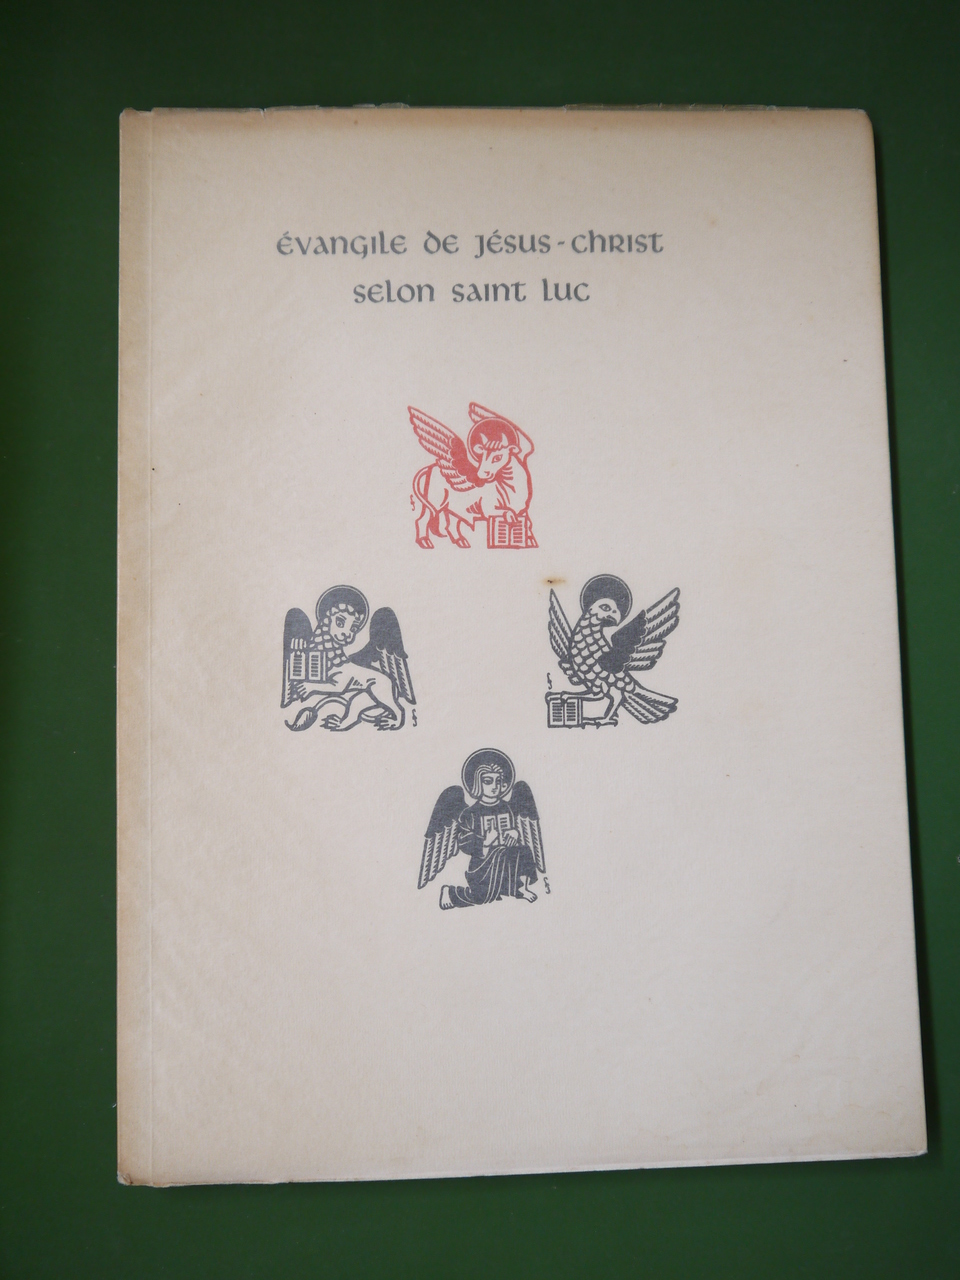 évangile de jésus-christ
selon saint luc